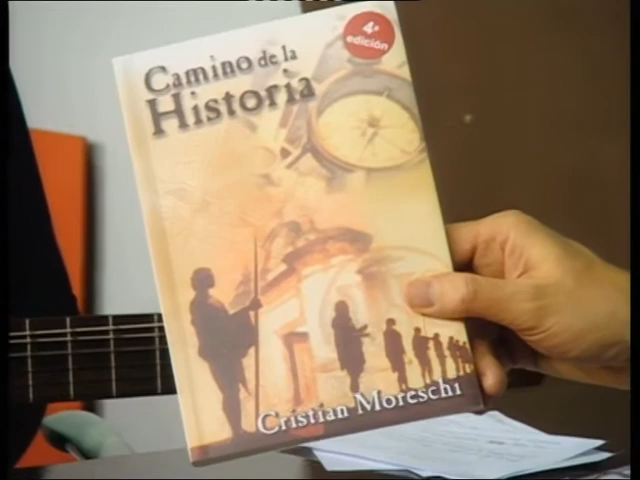 4ª
edición
Camino de la
Historia
Cristian Moreschi